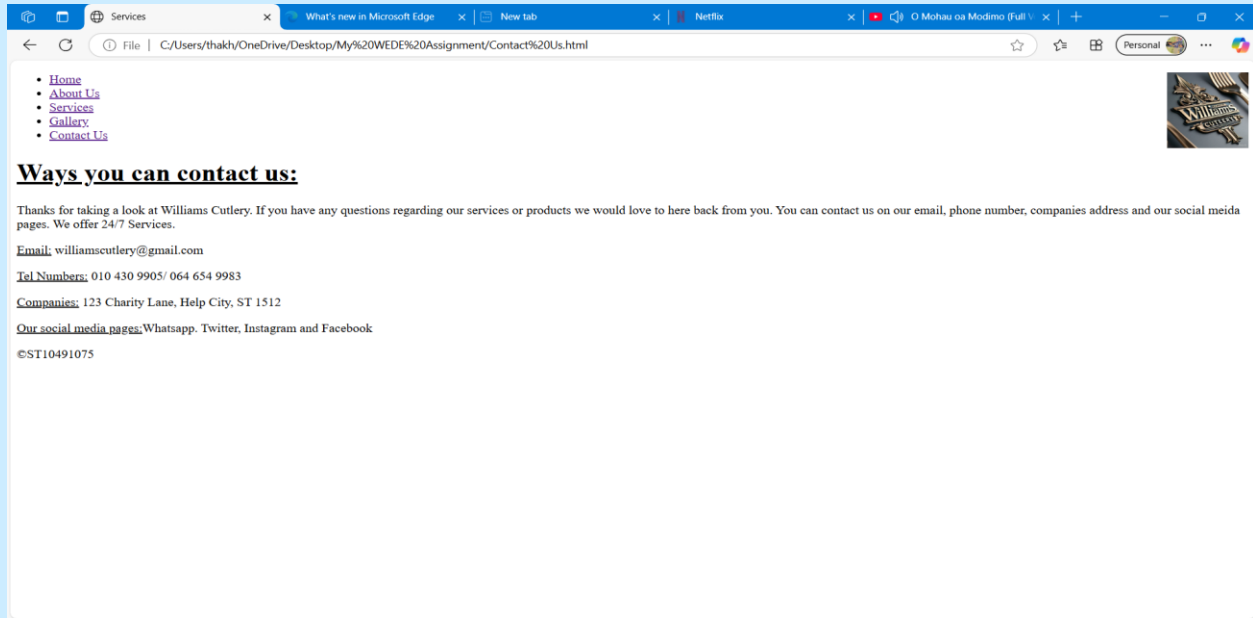 Services
What's new in Microsoft Edge
New tab
Netflix
O Mohau oa Modimo (Full V
File
C:/Users/thakh/OneDrive/Desktop/My%20WEDE%20Assignment/Contact%20Us.html
Personal
Home
About Us
Services
Gallery
Contact Us
Williams
CUTLERY
Ways you can contact us:
Thanks for taking a look at Williams Cutlery. If you have any questions regarding our services or products we would love to here back from you. You can contact us on our email, phone number, companies address and our social meida
pages. We offer 24/7 Services.
Email: williamscutlery@gmail.com
Tel Numbers: 010 430 9905/ 064 654 9983
Companies: 123 Charity Lane, Help City, ST 1512
Our social media pages:Whatsapp. Twitter, Instagram and Facebook
©ST10491075